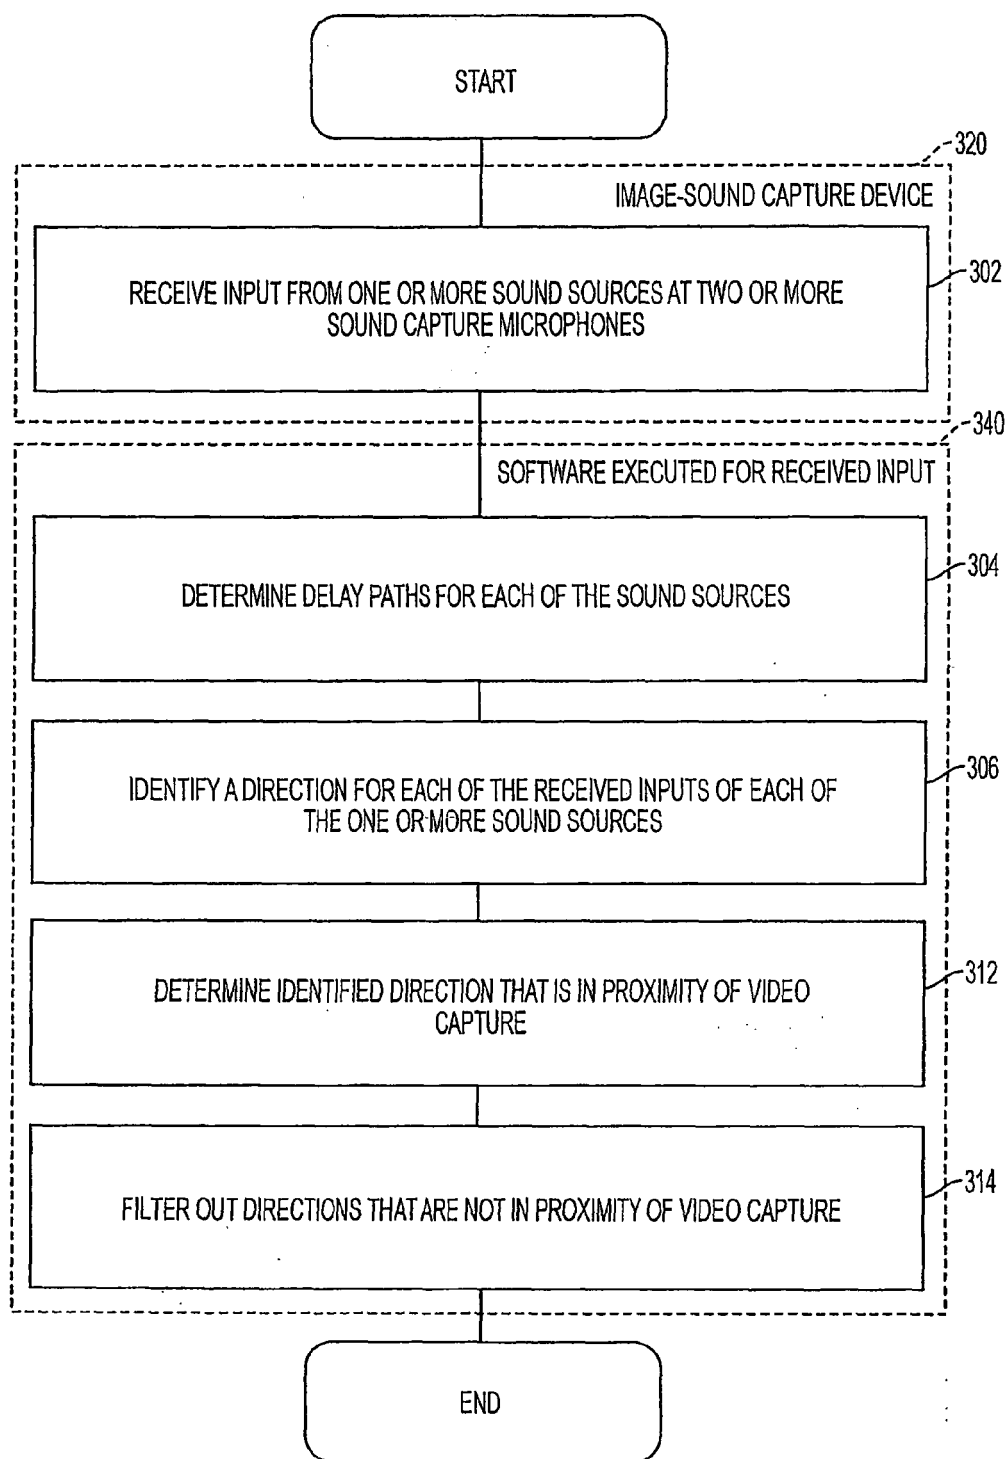 START
320
IMAGE-SOUND CAPTURE DEVICE
302
RECEIVE INPUT FROM ONE OR MORE SOUND SOURCES AT TWO OR MORE
SOUND CAPTURE MICROPHONES
340
SOFTWARE EXECUTED FOR RECEIVED INPUT
304
DETERMINE DELAY PATHS FOR EACH OF THE SOUND SOURCES
306
IDENTIFY A DIRECTION FOR EACH OF THE RECEIVED INPUTS OF EACH OF
THE ONE OR MORE SOUND SOURCES
312
DETERMINE IDENTIFIED DIRECTION THAT IS IN PROXIMITY OF VIDEO
CAPTURE
314
FILTER OUT DIRECTIONS THAT ARE NOT IN PROXIMITY OF VIDEO CAPTURE
END